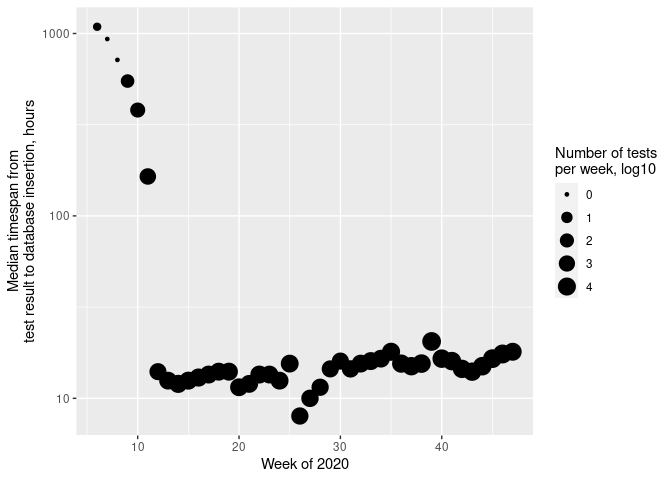 1000
100
10
Median timespan from
test result to database insertion, hours
10
20
30
40
Week of 2020
Number of tests
per week, log10
0
1
2
3
4